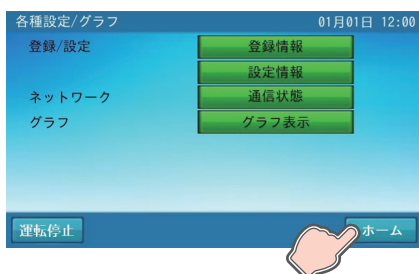 各種設定/グラフ 01月01日 12:00
登録/設定 登録情報
設定情報
ネットワーク 通信状態
グラフ グラフ表示
運転停止 ホーム